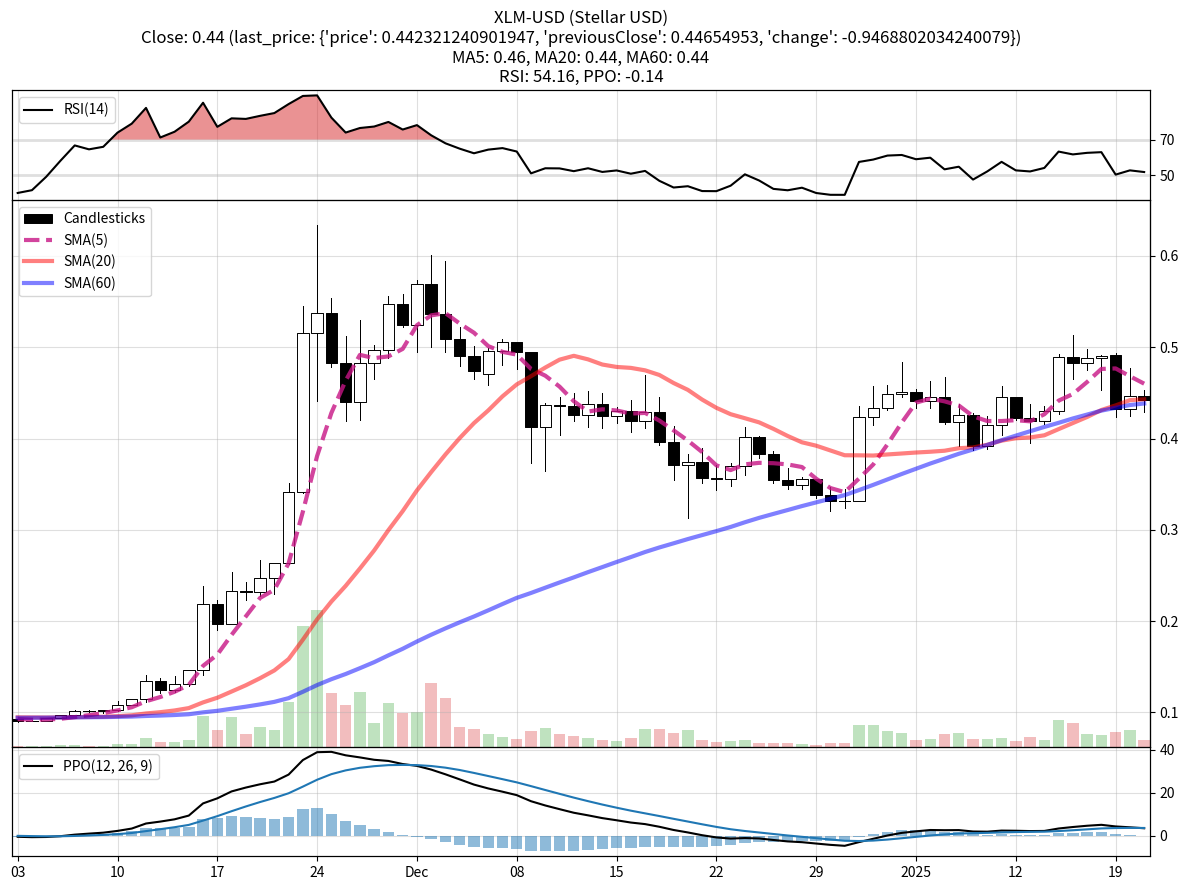 XLM-USD (Stellar USD)
Close: 0.44 (last_price: {'price': 0.442321240901947, 'previousClose': 0.44654953, 'change': -0.9468802034240079})
MA5: 0.46, MA20: 0.44, MA60: 0.44
RSI: 54.16, PPO: -0.14
RSI(14)
70
50
Candlesticks
SMA(5)
SMA(20)
SMA(60)
0.6
0.5
0.4
0.3
0.2
0.1
PPO(12, 26, 9)
40
20
0
03 10 17 24 Dec 08 15 22 29 2025 12 19